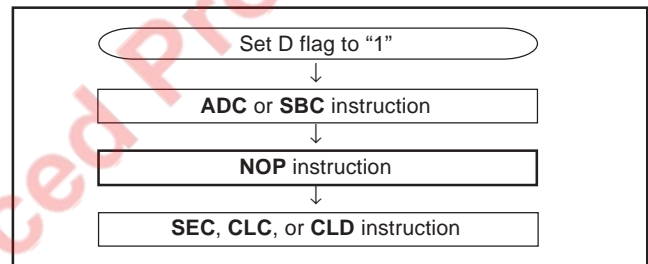 Set D flag to “1”
↓
ADC or SBC instruction
↓
NOP instruction
↓
SEC, CLC, or CLD instruction